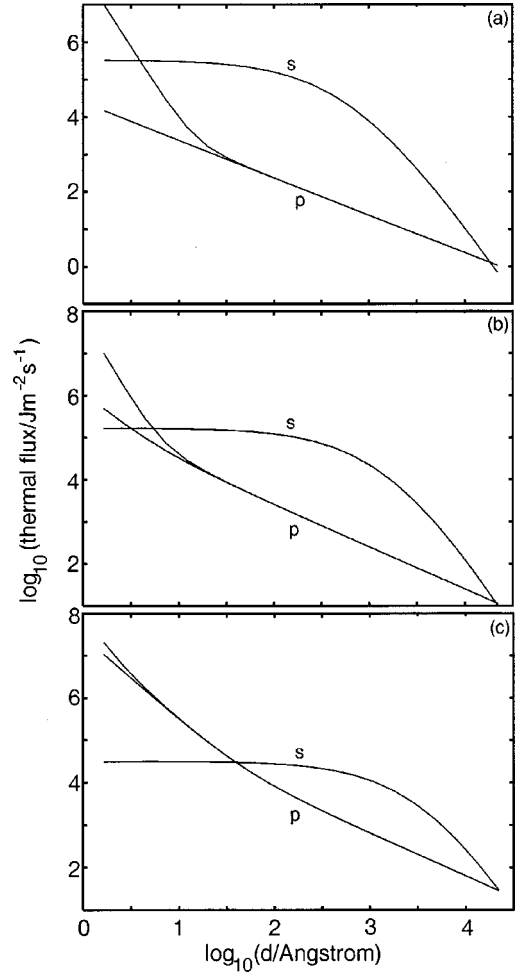 (a)
6
4
2
0
s
p
(b)
8
6
4
2
s
p
log₁₀(thermal flux/Jm⁻²s⁻¹)
(c)
8
6
4
2
s
p
0 1 2 3 4
log₁₀(d/Angstrom)